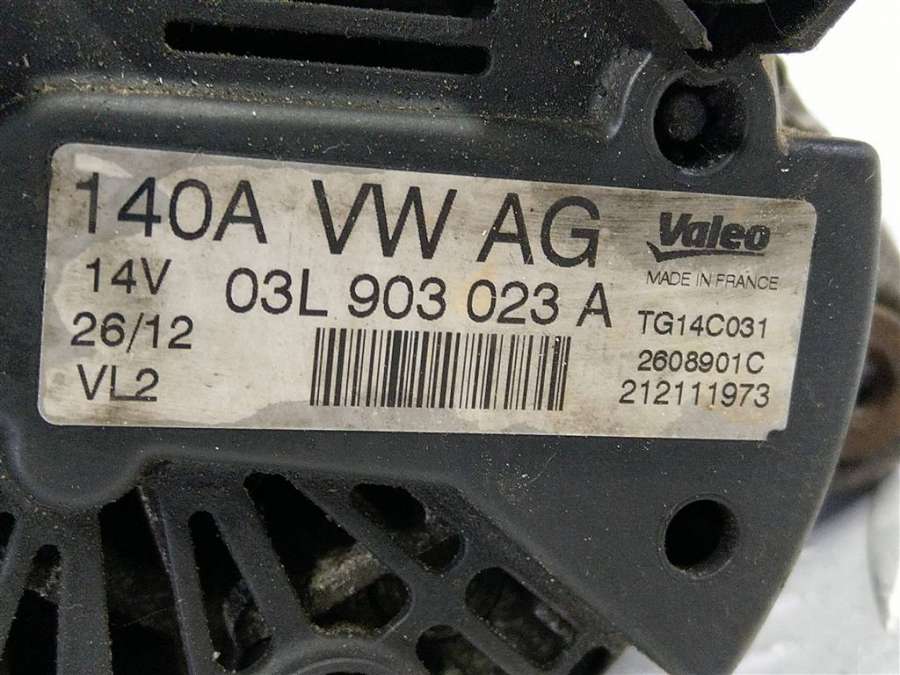 140A VW AG Valeo
MADE IN FRANCE
14V 03L 903 023 A
TG14C031
26/12
2608901C
VL2
212111973